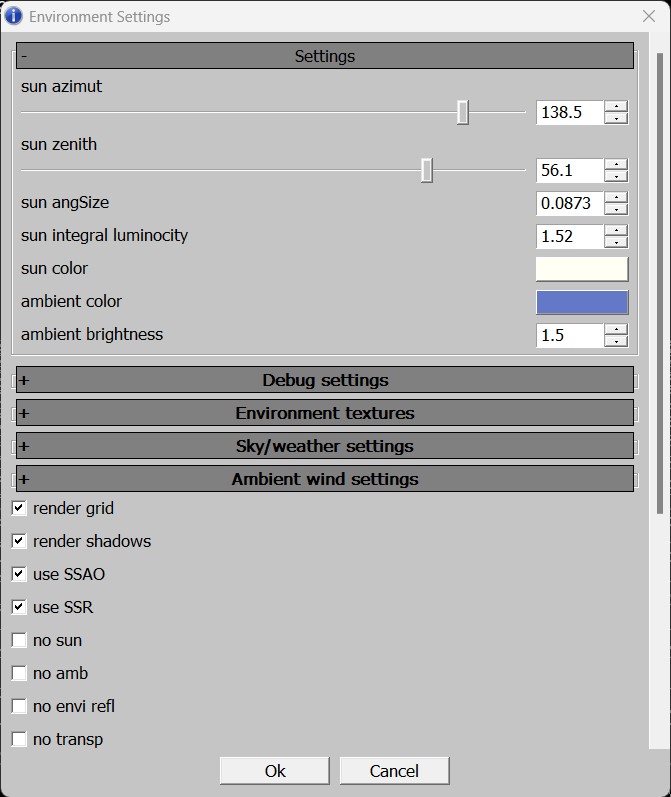 Environment Settings
- Settings
sun azimut
138.5
sun zenith
56.1
sun angSize 0.0873
sun integral luminocity 1.52
sun color
ambient color
ambient brightness 1.5
+ Debug settings
+ Environment textures
+ Sky/weather settings
+ Ambient wind settings
render grid
render shadows
use SSAO
use SSR
no sun
no amb
no envi refl
no transp
Ok Cancel